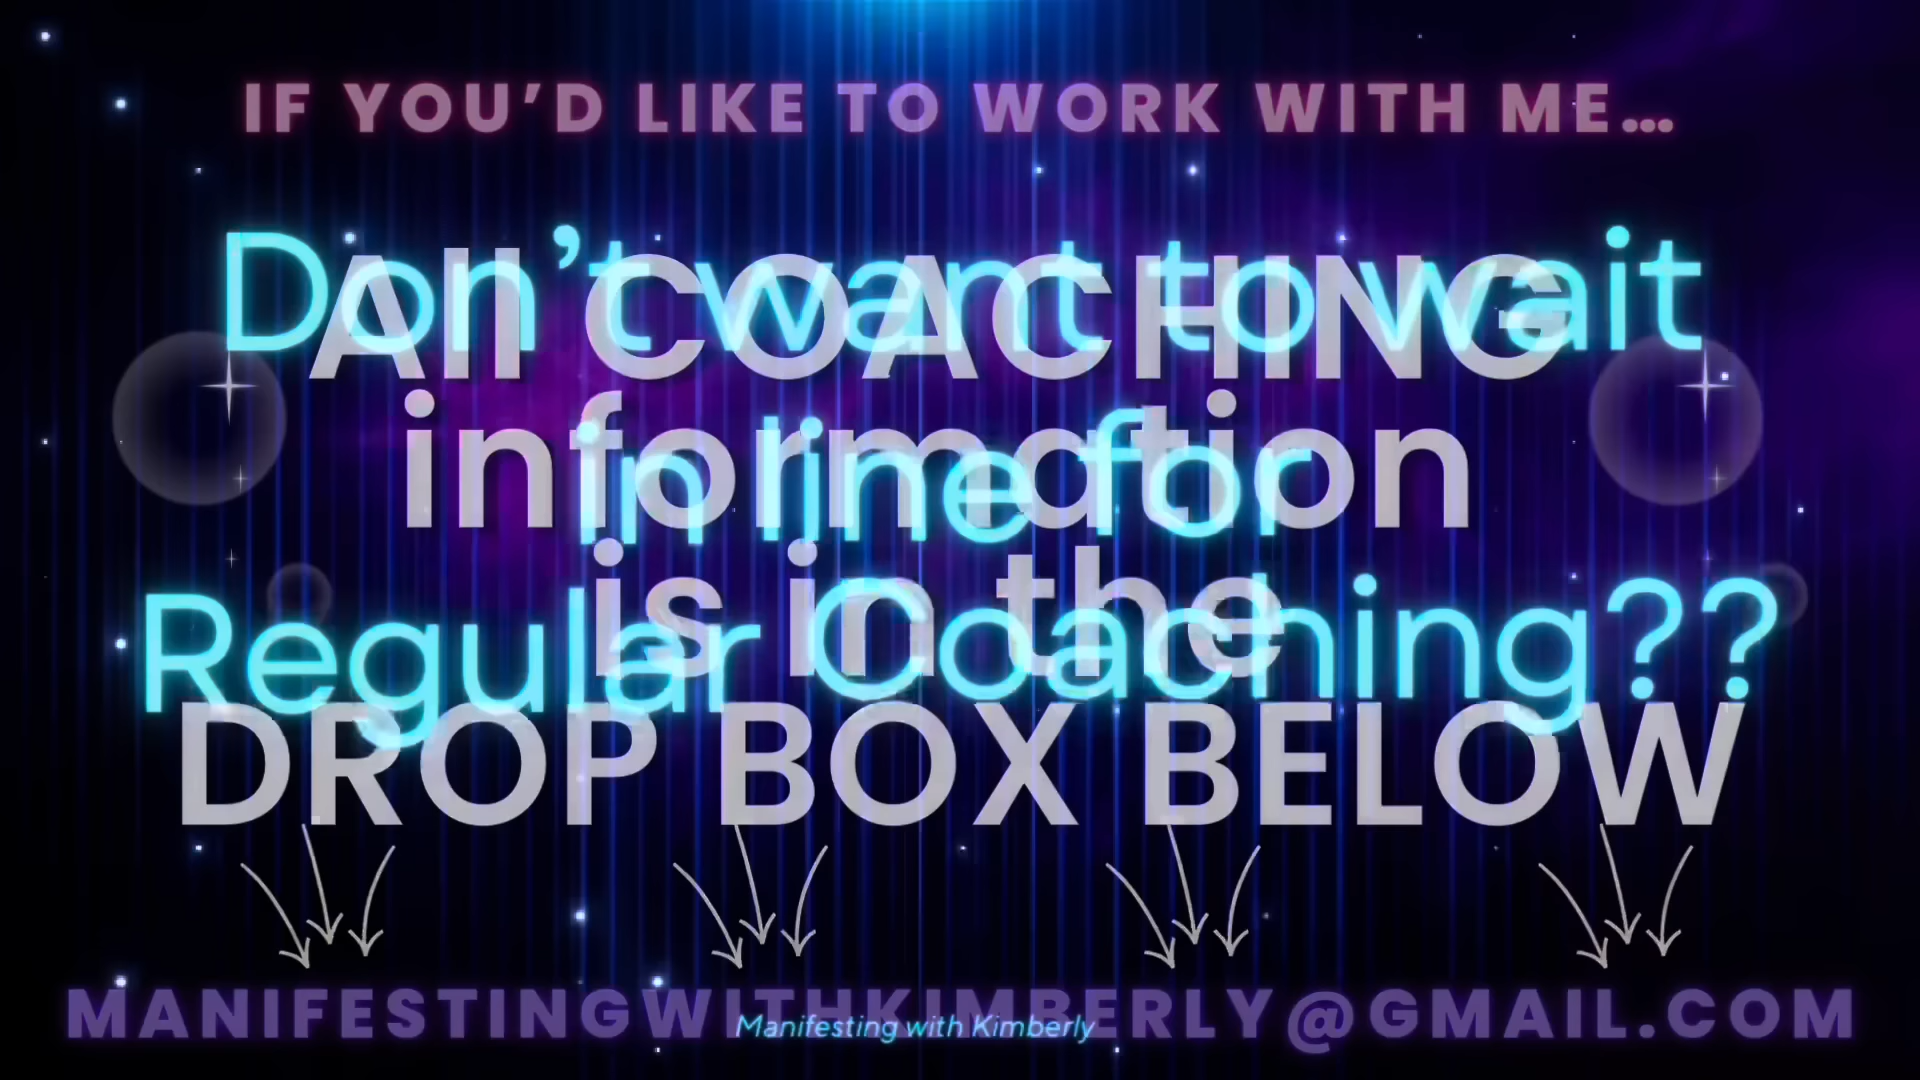 IF YOU'D LIKE TO WORK WITH ME...
Don't want to wait
in line for
Regular Coaching??
All COACHING
information
is in the
DROP BOX BELOW
MANIFESTINGWITHKIMBERLY@GMAIL.COM
Manifesting with Kimberly